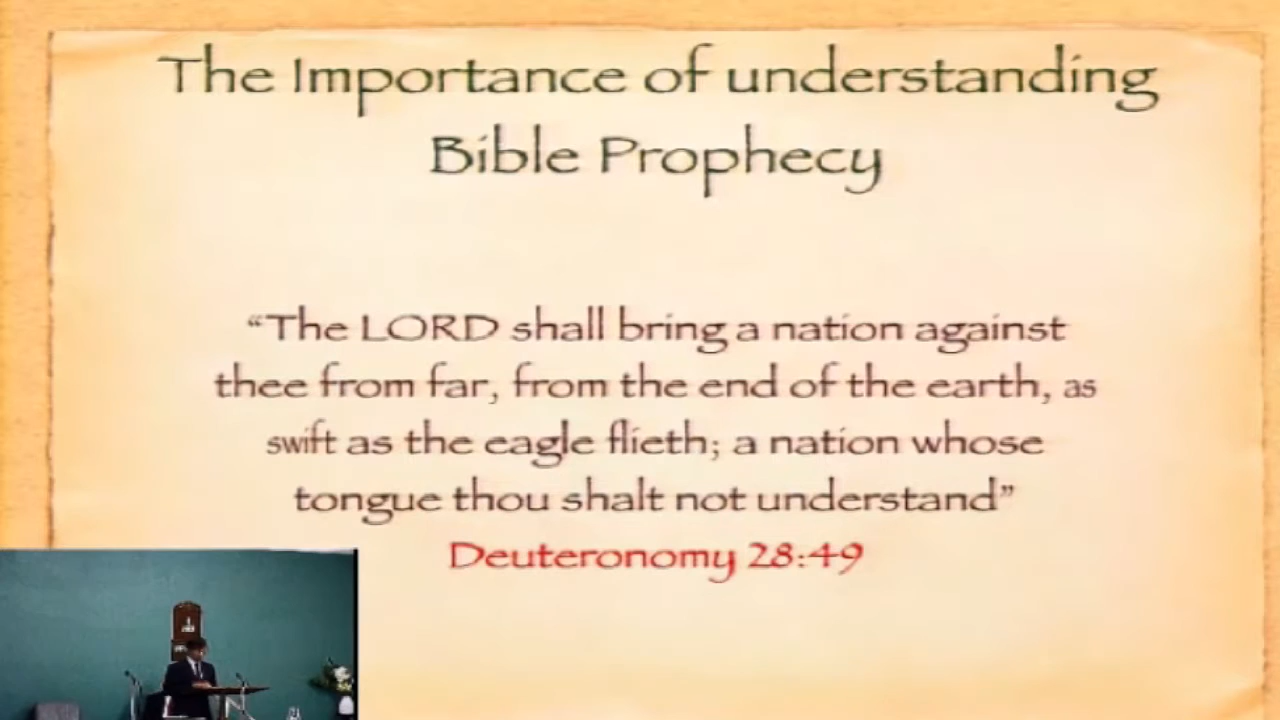 The Importance of understanding
Bible Prophecy
“The LORD shall bring a nation against
thee from far, from the end of the earth, as
swift as the eagle flieth; a nation whose
tongue thou shalt not understand”
Deuteronomy 28:49